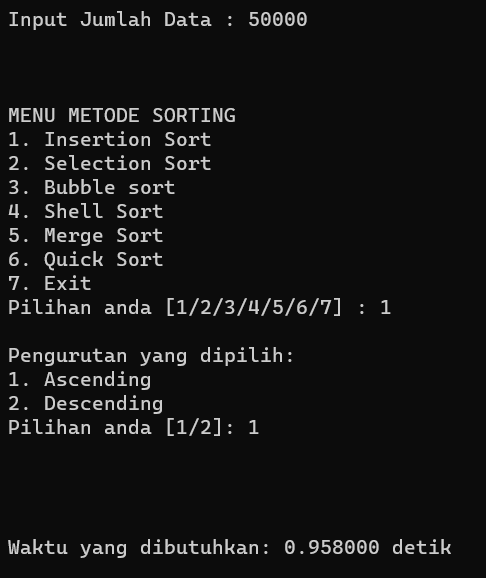 Input Jumlah Data : 50000
MENU METODE SORTING
1. Insertion Sort
2. Selection Sort
3. Bubble sort
4. Shell Sort
5. Merge Sort
6. Quick Sort
7. Exit
Pilihan anda [1/2/3/4/5/6/7] : 1
Pengurutan yang dipilih:
1. Ascending
2. Descending
Pilihan anda [1/2]: 1
Waktu yang dibutuhkan: 0.958000 detik